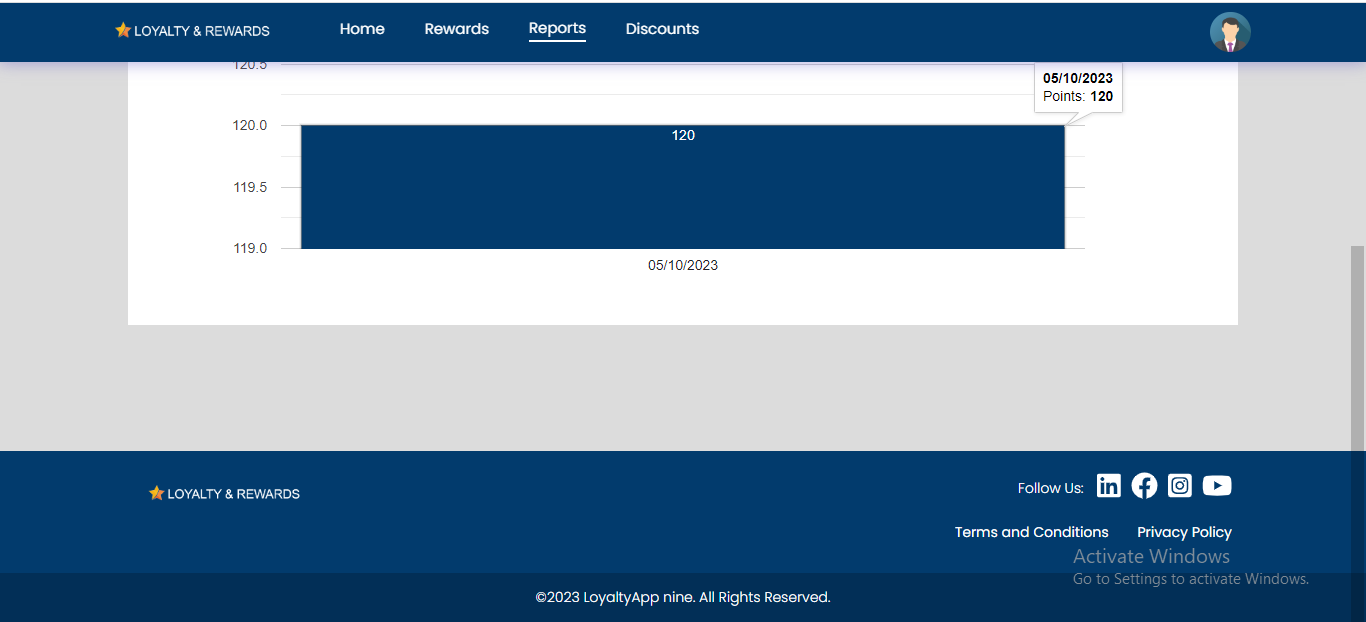 LOYALTY & REWARDS
Home
Rewards
Reports
Discounts
120.5
05/10/2023
Points: 120
120.0
120
119.5
119.0
05/10/2023
LOYALTY & REWARDS
Follow Us:
Terms and Conditions
Privacy Policy
Activate Windows
Go to Settings to activate Windows.
©2023 LoyaltyApp nine. All Rights Reserved.